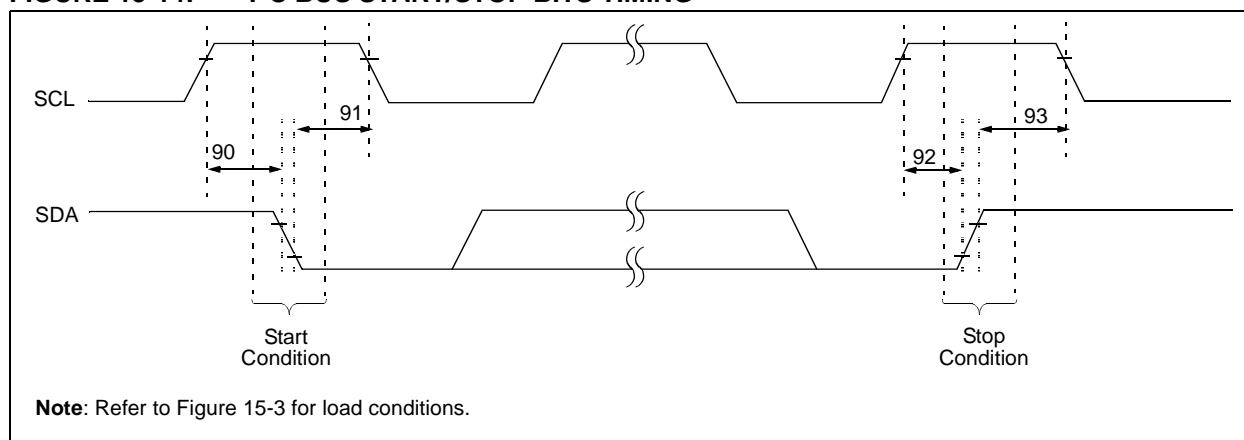 SCL
91
93
90
92
SDA
Start
Condition
Stop
Condition
Note: Refer to Figure 15-3 for load conditions.